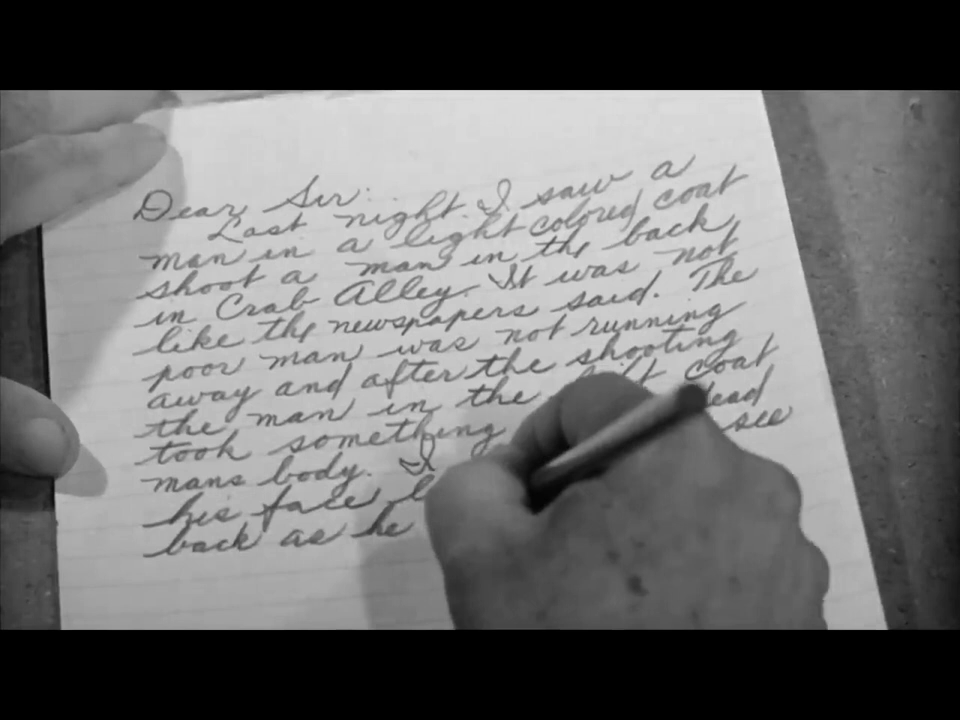 Dear Sir:
Last night I saw a
man in a light colored coat
shoot a man in the back
in Crab Alley. It was not
like the newspapers said. The
poor man was not running
away and after the shooting
the man in the coat
took something dead
mans body. I see
his face
back as he